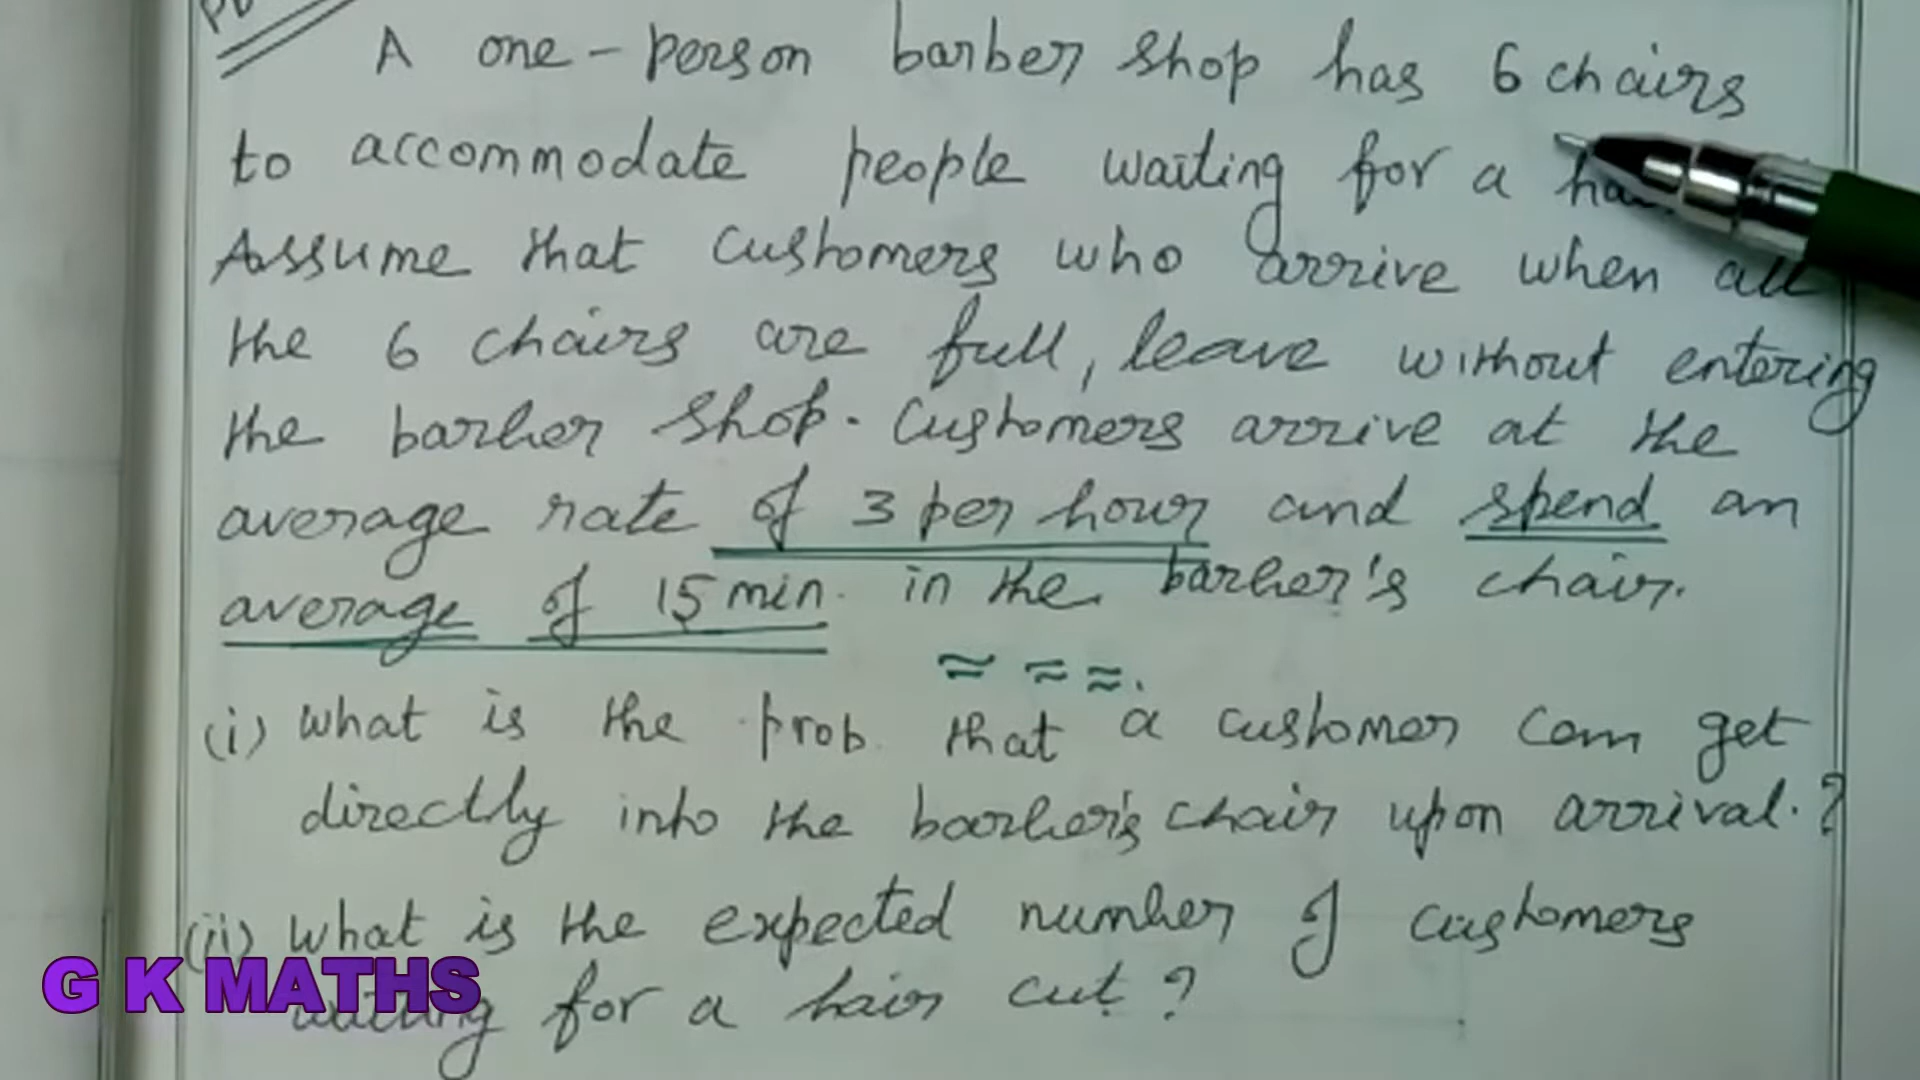 A one-person barber shop has 6 chairs
to accommodate people waiting for a
Assume that customers who arrive when all
the 6 chairs are full, leave without entering
the barber shop. Customers arrive at the
average rate of 3 per hour and spend an
average of 15 min. in the barber's chair.
(i) What is the prob. that a customer can get
directly into the barber's chair upon arrival.?
(ii) What is the expected number of customers
waiting for a hair cut?
G K MATHS